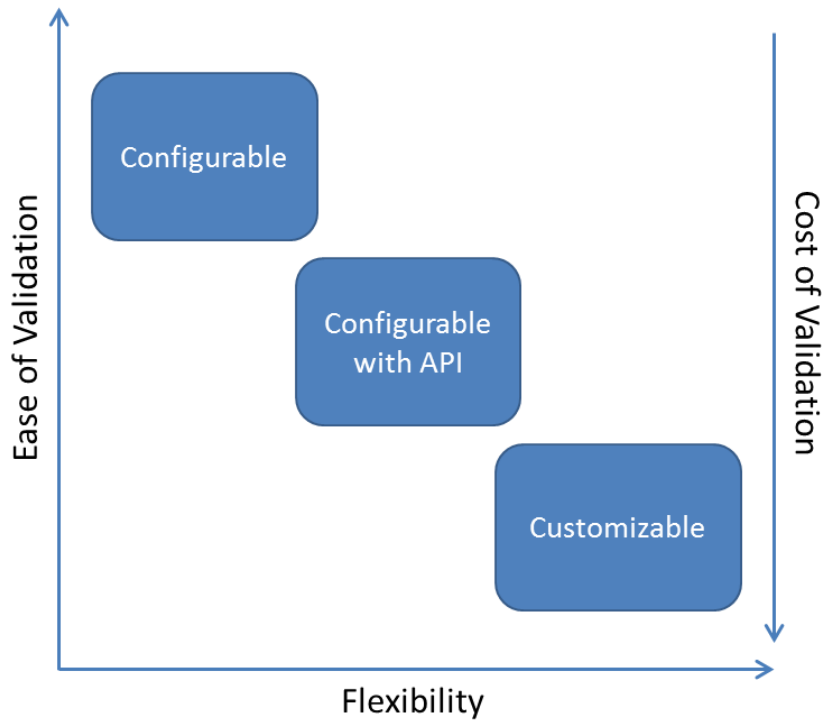 Ease of Validation
Configurable
Configurable
with API
Customizable
Cost of Validation
Flexibility